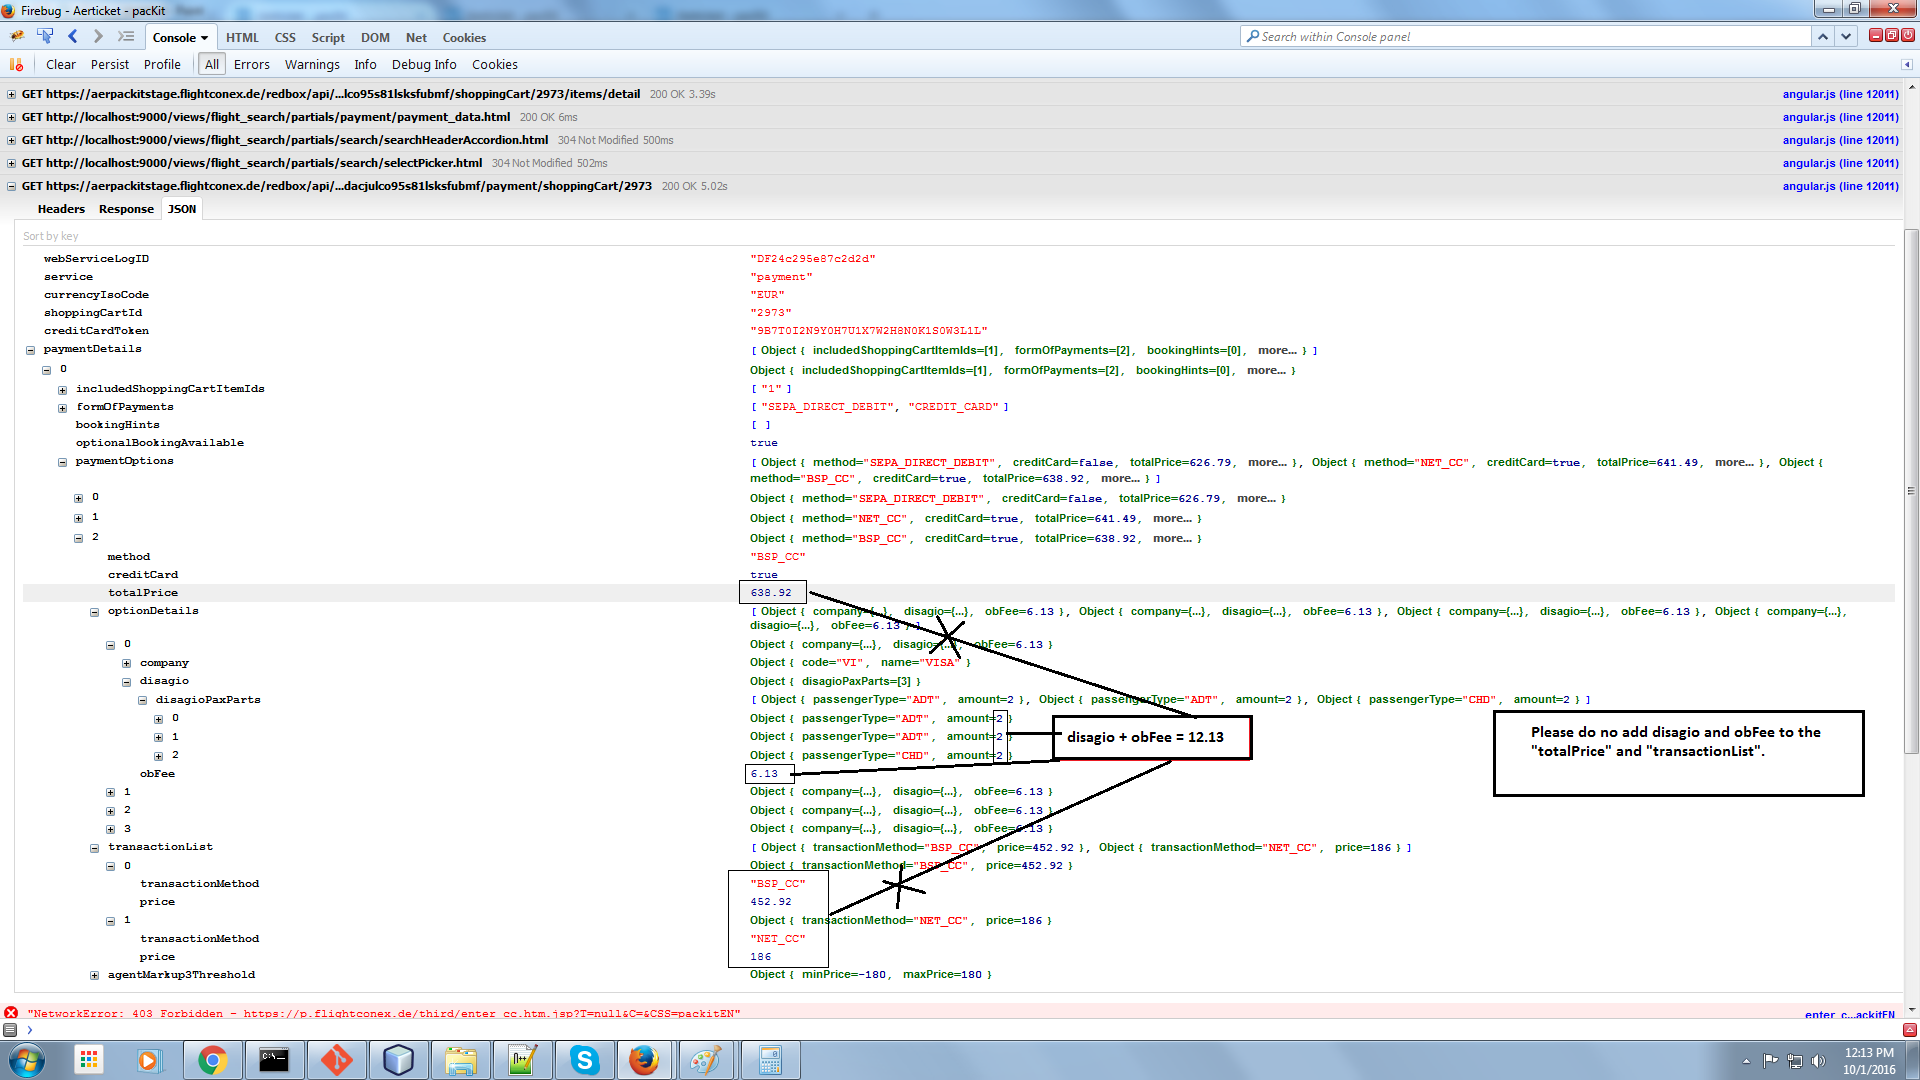 Firebug - Aerticket - pacKit
Console HTML CSS Script DOM Net Cookies
Search within Console panel
Clear Persist Profile All Errors Warnings Info Debug Info Cookies
GET https://aerpackitstage.flightconex.de/redbox/api/...lco95s81lsksfubmf/shoppingCart/2973/items/detail 200 OK 3.39s angular.js (line 12011)
GET http://localhost:9000/views/flight_search/partials/payment/payment_data.html 200 OK 6ms angular.js (line 12011)
GET http://localhost:9000/views/flight_search/partials/search/searchHeaderAccordion.html 304 Not Modified 500ms angular.js (line 12011)
GET http://localhost:9000/views/flight_search/partials/search/selectPicker.html 304 Not Modified 502ms angular.js (line 12011)
GET https://aerpackitstage.flightconex.de/redbox/api/...dacjulco95s81lsksfubmf/payment/shoppingCart/2973 200 OK 5.02s angular.js (line 12011)
Headers Response JSON
Sort by key
webServiceLogID "DF24c295e87c2d2d"
service "payment"
currencyIsoCode "EUR"
shoppingCartId "2973"
creditCardToken "9B7T0I2N9Y0H7U1X7W2H8N0K1S0W3L1L"
paymentDetails [ Object { includedShoppingCartItemIds=[1], formOfPayments=[2], bookingHints=[0], more... } ]
0 Object { includedShoppingCartItemIds=[1], formOfPayments=[2], bookingHints=[0], more... }
includedShoppingCartItemIds [ "1" ]
formOfPayments [ "SEPA_DIRECT_DEBIT", "CREDIT_CARD" ]
bookingHints [ ]
optionalBookingAvailable true
paymentOptions [ Object { method="SEPA_DIRECT_DEBIT", creditCard=false, totalPrice=626.79, more... }, Object { method="NET_CC", creditCard=true, totalPrice=641.49, more... }, Object {
method="BSP_CC", creditCard=true, totalPrice=638.92, more... } ]
0 Object { method="SEPA_DIRECT_DEBIT", creditCard=false, totalPrice=626.79, more... }
1 Object { method="NET_CC", creditCard=true, totalPrice=641.49, more... }
2 Object { method="BSP_CC", creditCard=true, totalPrice=638.92, more... }
method "BSP_CC"
creditCard true
totalPrice 638.92
optionDetails [ Object { company={...}, disagio={...}, obFee=6.13 }, Object { company={...}, disagio={...}, obFee=6.13 }, Object { company={...}, disagio={...}, obFee=6.13 }, Object { company={...},
disagio={...}, obFee=6.13 } ]
0 Object { company={...}, disagio={...}, obFee=6.13 }
company Object { code="VI", name="VISA" }
disagio Object { disagioPaxParts=[3] }
disagioPaxParts [ Object { passengerType="ADT", amount=2 }, Object { passengerType="ADT", amount=2 }, Object { passengerType="CHD", amount=2 } ]
0 Object { passengerType="ADT", amount=2 }
1 Object { passengerType="ADT", amount=2 }
2 Object { passengerType="CHD", amount=2 }
disagio + obFee = 12.13
Please do no add disagio and obFee to the
"totalPrice" and "transactionList".
obFee 6.13
1 Object { company={...}, disagio={...}, obFee=6.13 }
2 Object { company={...}, disagio={...}, obFee=6.13 }
3 Object { company={...}, disagio={...}, obFee=6.13 }
transactionList [ Object { transactionMethod="BSP_CC", price=452.92 }, Object { transactionMethod="NET_CC", price=186 } ]
0 Object { transactionMethod="BSP_CC", price=452.92 }
transactionMethod "BSP_CC"
price 452.92
1 Object { transactionMethod="NET_CC", price=186 }
transactionMethod "NET_CC"
price 186
agentMarkup3Threshold Object { minPrice=-180, maxPrice=180 }
"NetworkError: 403 Forbidden - https://p.flightconex.de/third/enter_cc.htm.jsp?T=null&C=&CSS=packitEN" enter_c...ackitEN
12:13 PM
10/1/2016